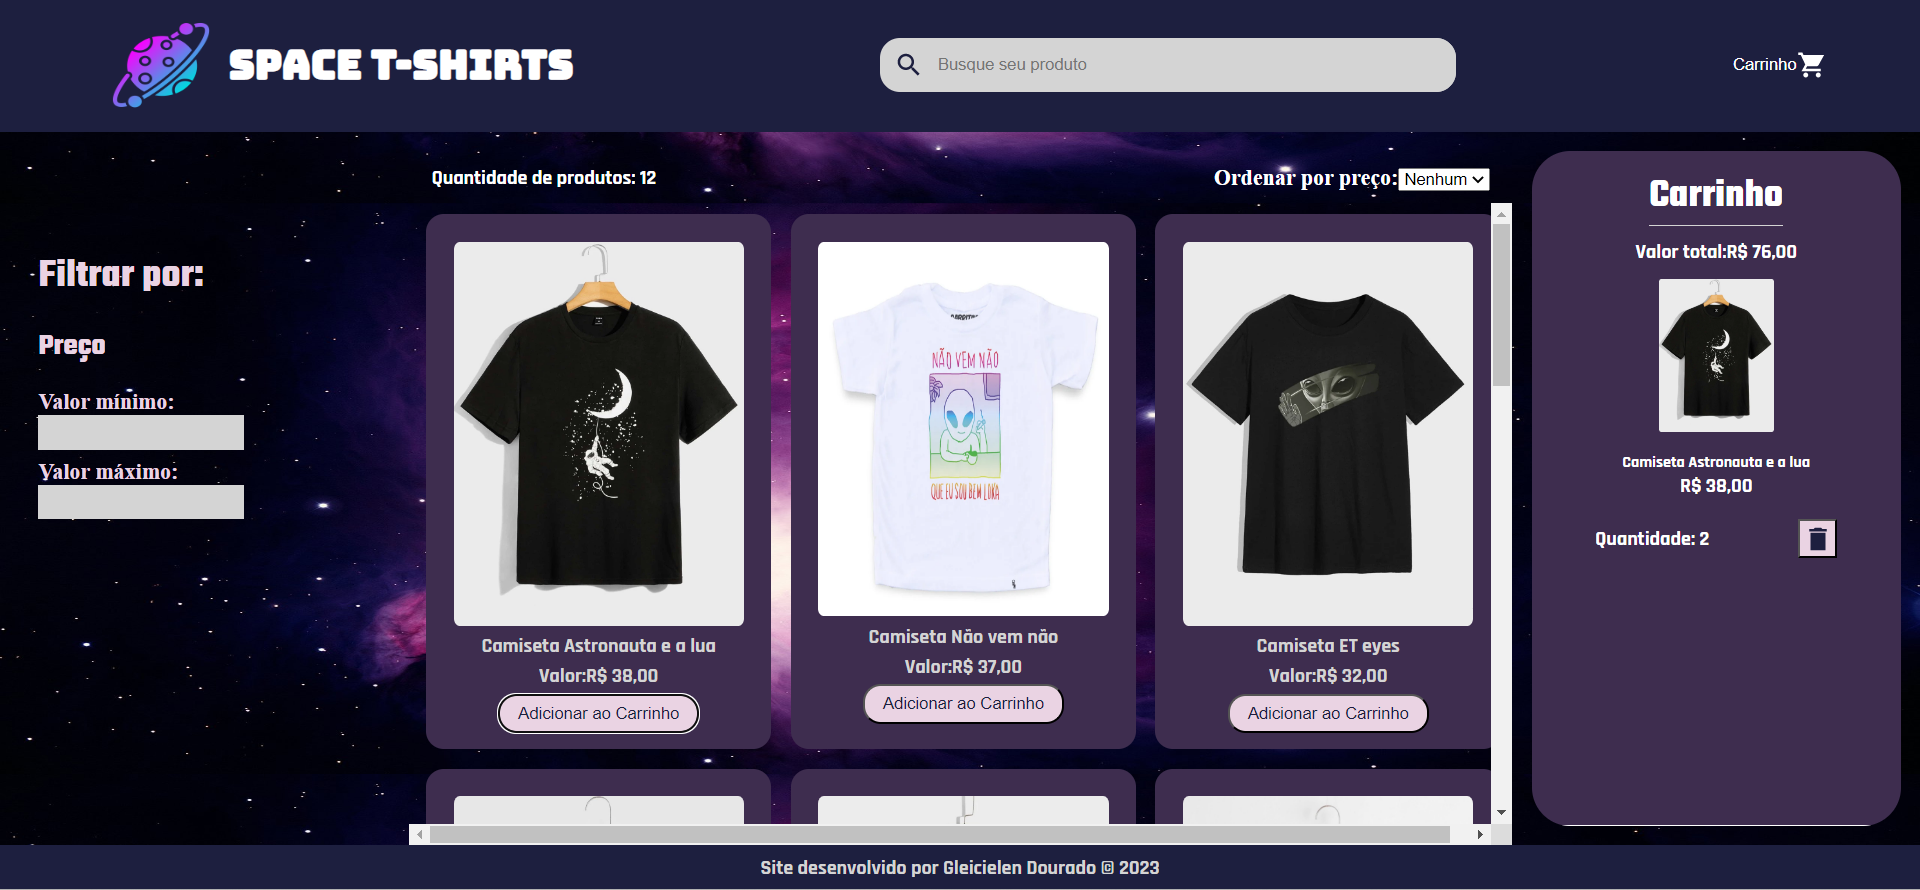 SPACE T-SHIRTS
Busque seu produto
Carrinho
Quantidade de produtos: 12
Ordenar por preço: Nenhum
Filtrar por:
Preço
Valor mínimo:
Valor máximo:
NÃO VEM NÃO
QUE EU SOU BEM LOKA
Camiseta Astronauta e a lua
Valor:R$ 38,00
Adicionar ao Carrinho
Camiseta Não vem não
Valor:R$ 37,00
Adicionar ao Carrinho
Camiseta ET eyes
Valor:R$ 32,00
Adicionar ao Carrinho
Carrinho
Valor total:R$ 76,00
Camiseta Astronauta e a lua
R$ 38,00
Quantidade: 2
Site desenvolvido por Gleicielen Dourado © 2023